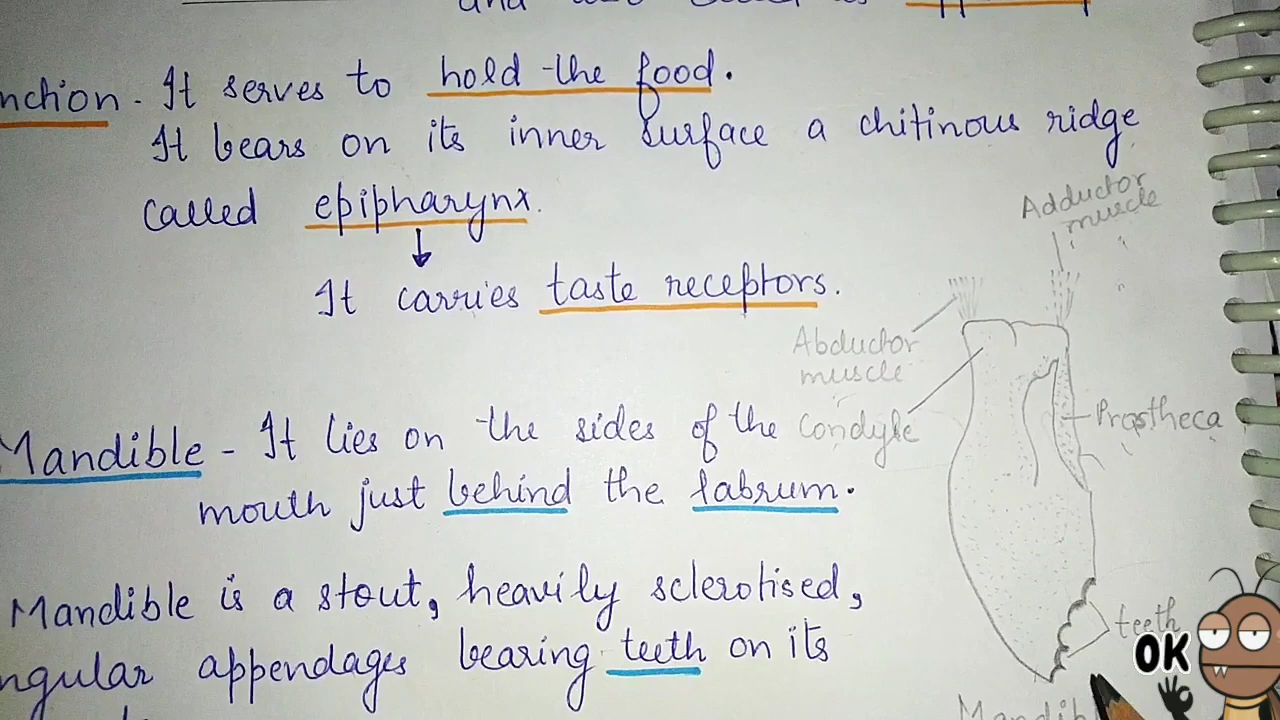 and
nction - It serves to hold the food.
It bears on its inner surface a chitinous ridge
called epipharynx.
It carries taste receptors.
Adductor
muscle
Abductor
muscle
Condyle
Prostheca
Mandible - It lies on the sides of the
mouth just behind the labrum.
Mandible is a stout, heavily sclerotised,
ngular appendages bearing teeth on its
teeth
OK
Mandib